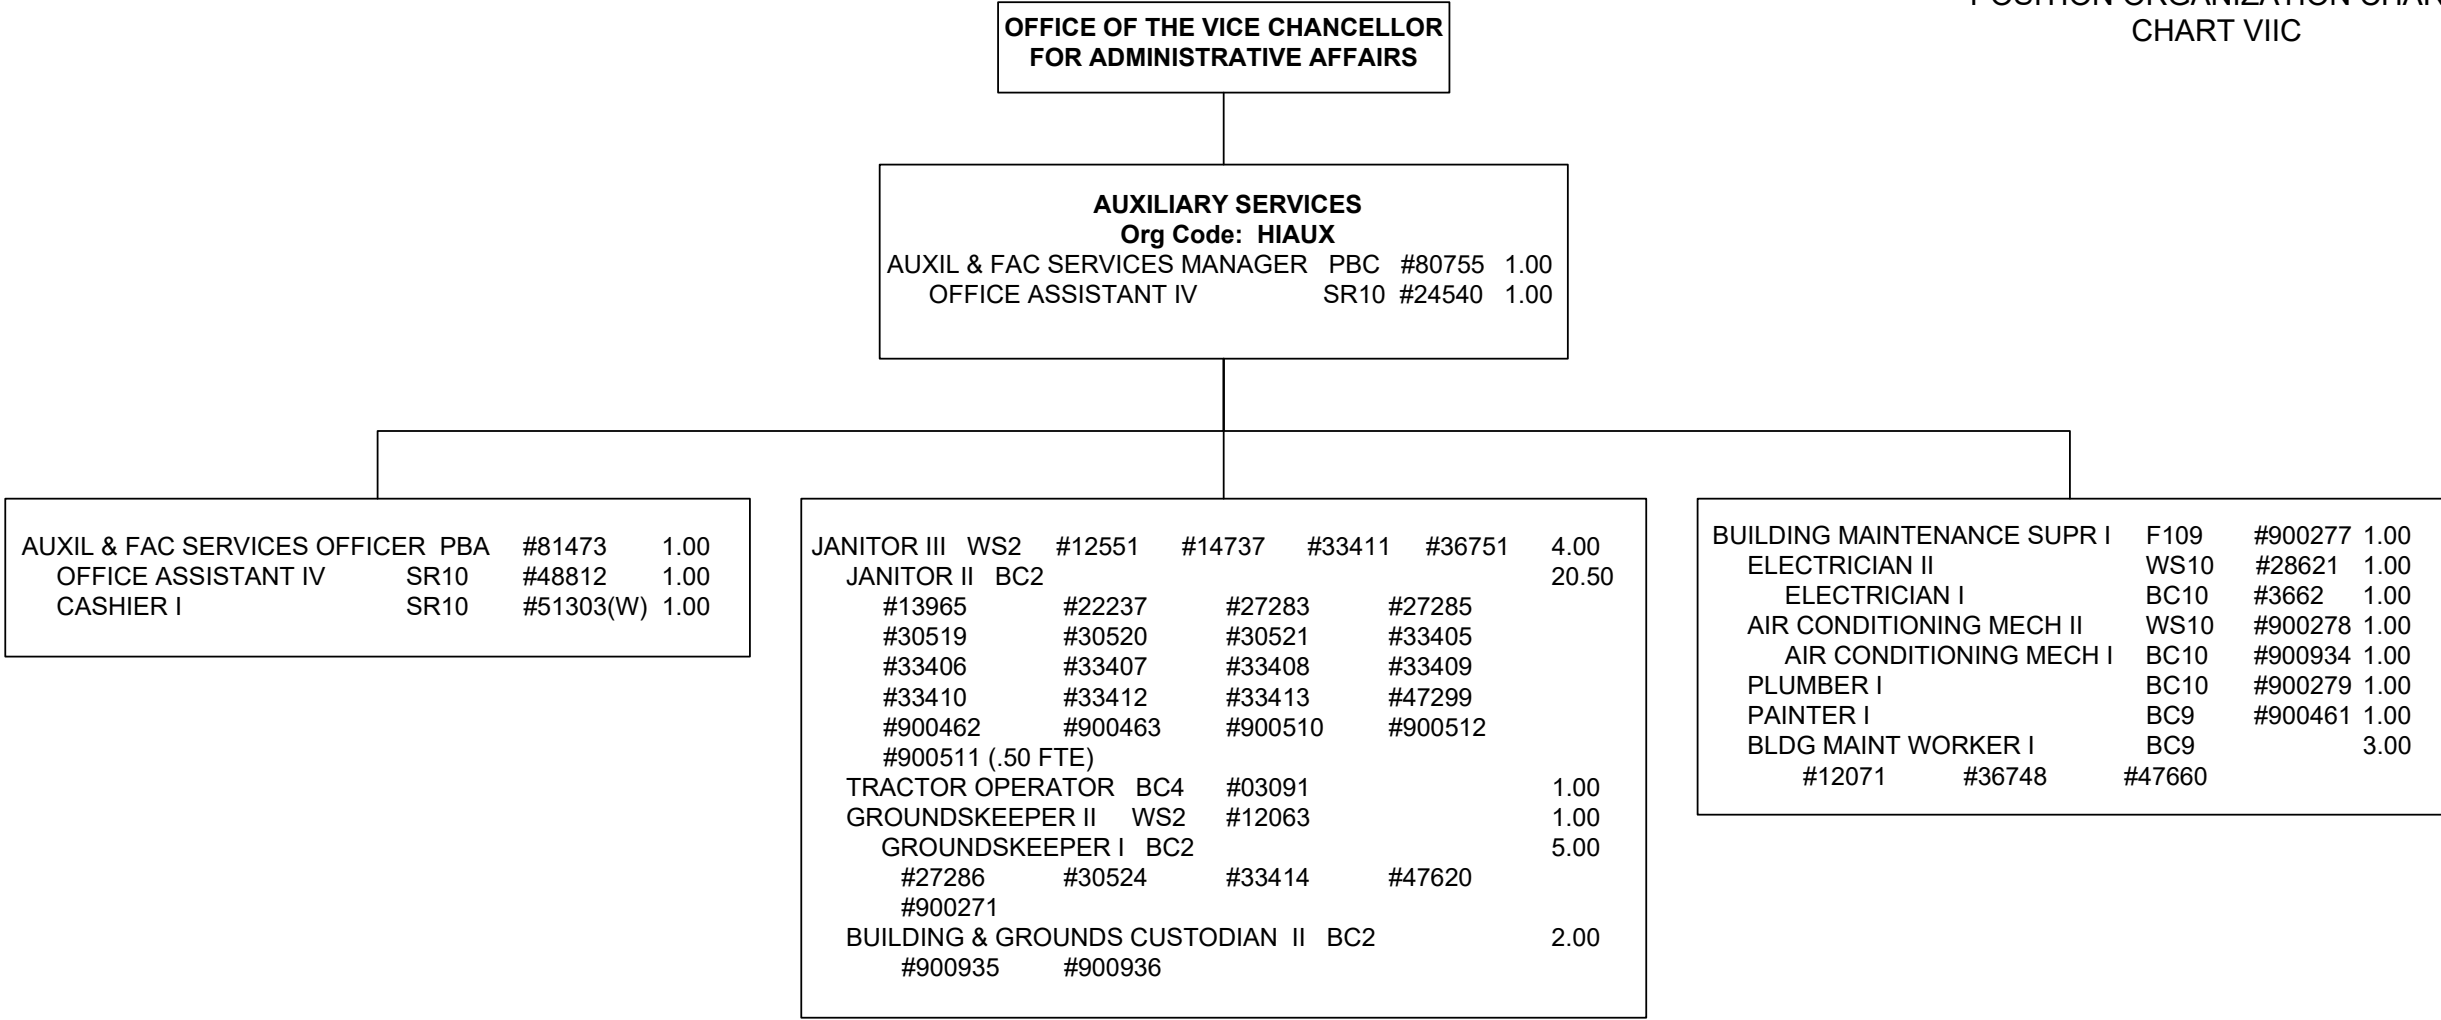 POSITION ORGANIZATION
CHART VIIC
OFFICE OF THE VICE CHANCELLOR
FOR ADMINISTRATIVE AFFAIRS
AUXILIARY SERVICES
Org Code: HIAUX
AUXIL & FAC SERVICES MANAGER PBC #80755 1.00
OFFICE ASSISTANT IV SR10 #24540 1.00
AUXIL & FAC SERVICES OFFICER PBA #81473 1.00
OFFICE ASSISTANT IV SR10 #48812 1.00
CASHIER I SR10 #51303(W) 1.00
JANITOR III WS2 #12551 #14737 #33411 #36751 4.00
JANITOR II BC2 20.50
#13965 #22237 #27283 #27285
#30519 #30520 #30521 #33405
#33406 #33407 #33408 #33409
#33410 #33412 #33413 #47299
#900462 #900463 #900510 #900512
#900511 (.50 FTE)
TRACTOR OPERATOR BC4 #03091 1.00
GROUNDSKEEPER II WS2 #12063 1.00
GROUNDSKEEPER I BC2 5.00
#27286 #30524 #33414 #47620
#900271
BUILDING & GROUNDS CUSTODIAN II BC2 2.00
#900935 #900936
BUILDING MAINTENANCE SUPR I F109 #900277 1.00
ELECTRICIAN II WS10 #28621 1.00
ELECTRICIAN I BC10 #3662 1.00
AIR CONDITIONING MECH II WS10 #900278 1.00
AIR CONDITIONING MECH I BC10 #900934 1.00
PLUMBER I BC10 #900279 1.00
PAINTER I BC9 #900461 1.00
BLDG MAINT WORKER I BC9 3.00
#12071 #36748 #47660